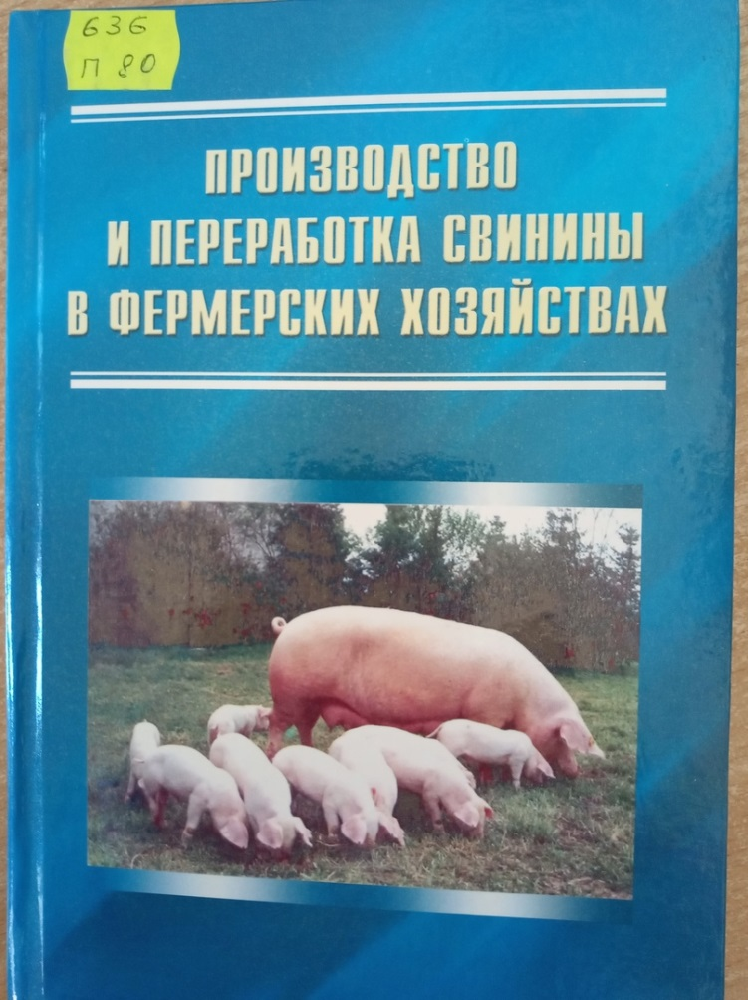 636
П 80
ПРОИЗВОДСТВО
И ПЕРЕРАБОТКА СВИНИНЫ
В ФЕРМЕРСКИХ ХОЗЯЙСТВАХ